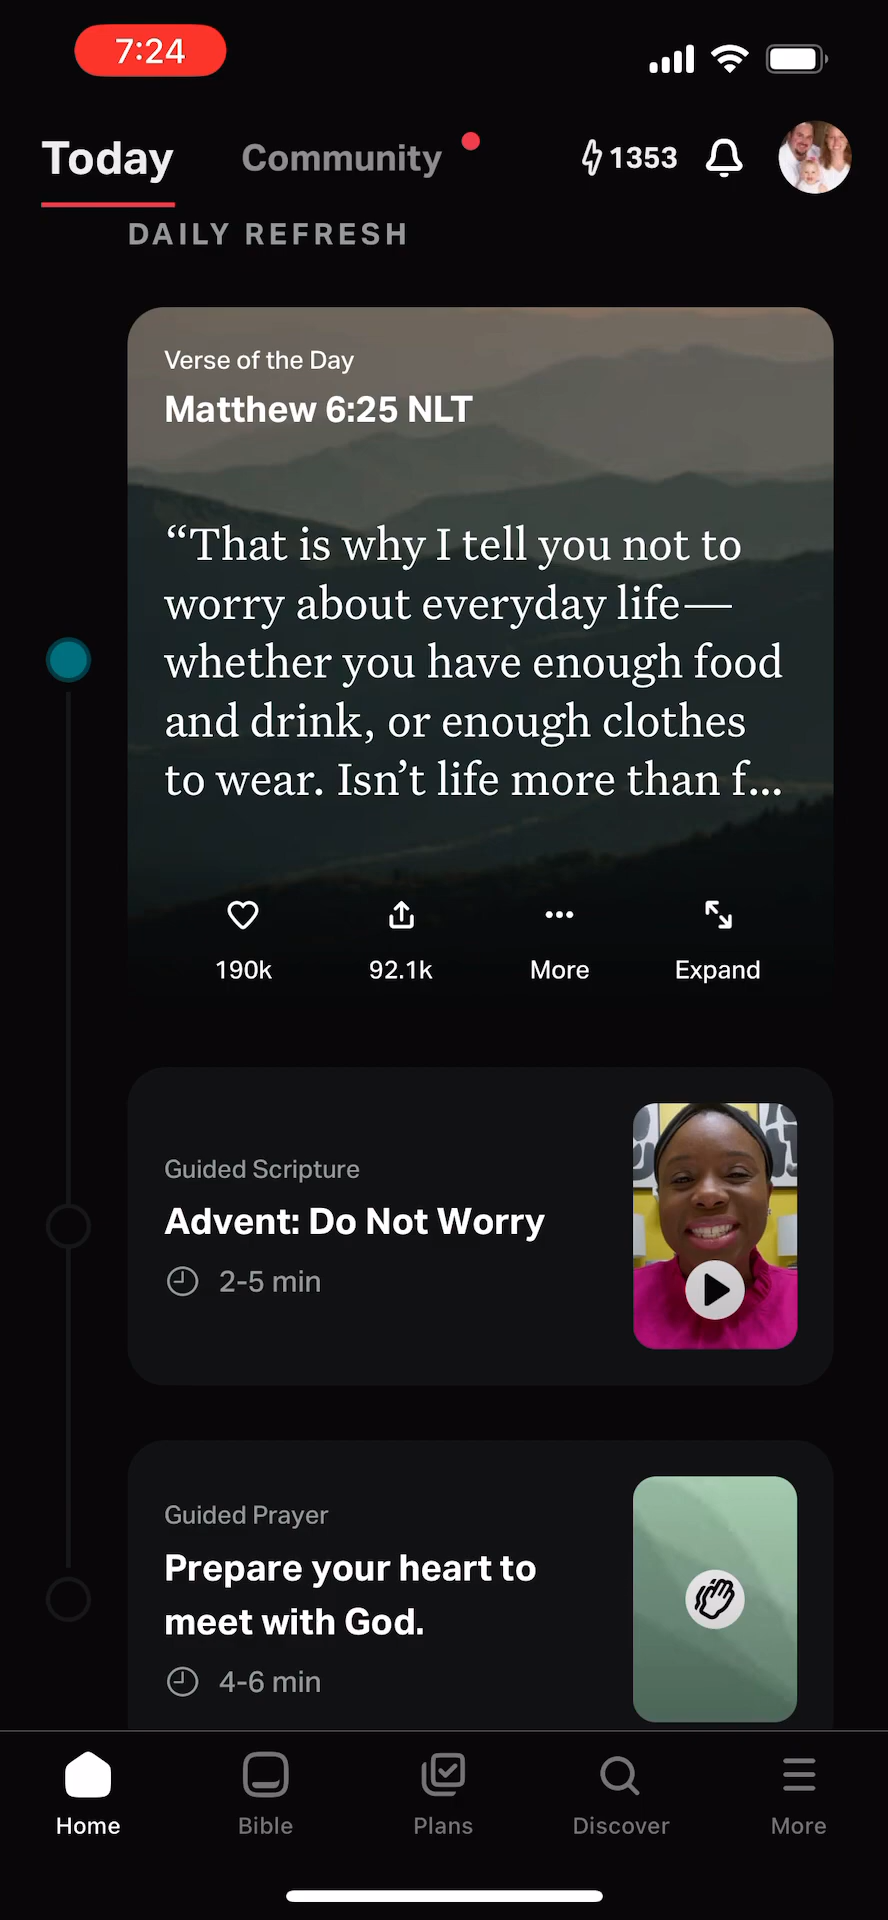 7:24
Today
Community
1353
DAILY REFRESH
Verse of the Day
Matthew 6:25 NLT
“That is why I tell you not to
worry about everyday life—
whether you have enough food
and drink, or enough clothes
to wear. Isn’t life more than f...
190k
92.1k
More
Expand
Guided Scripture
Advent: Do Not Worry
2-5 min
Guided Prayer
Prepare your heart to
meet with God.
4-6 min
Home
Bible
Plans
Discover
More